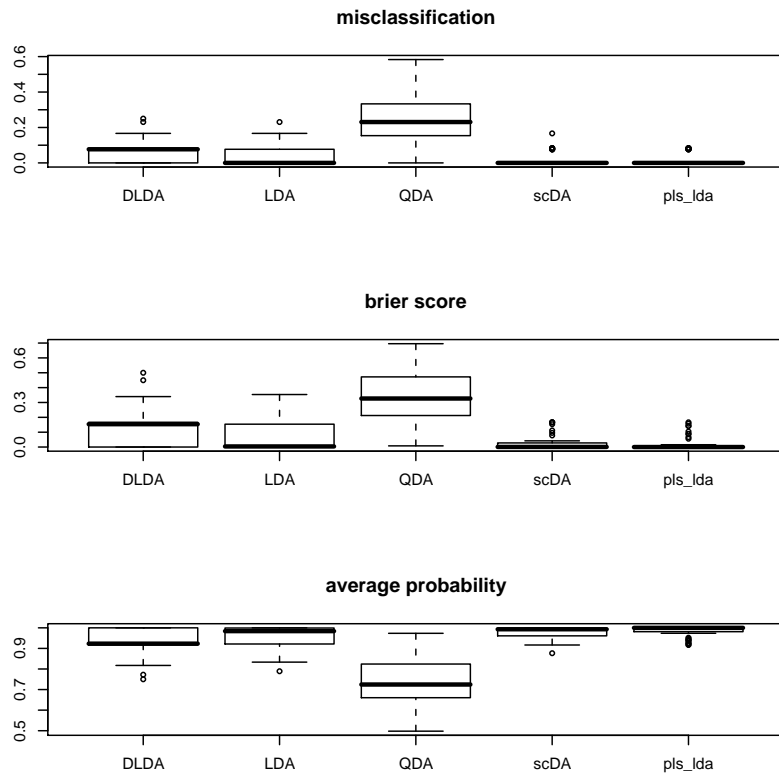 misclassification
0.6
0.4
0.2
0.0
DLDA LDA QDA scDA pls_lda
brier score
0.6
0.3
0.0
DLDA LDA QDA scDA pls_lda
average probability
0.9
0.7
0.5
DLDA LDA QDA scDA pls_lda